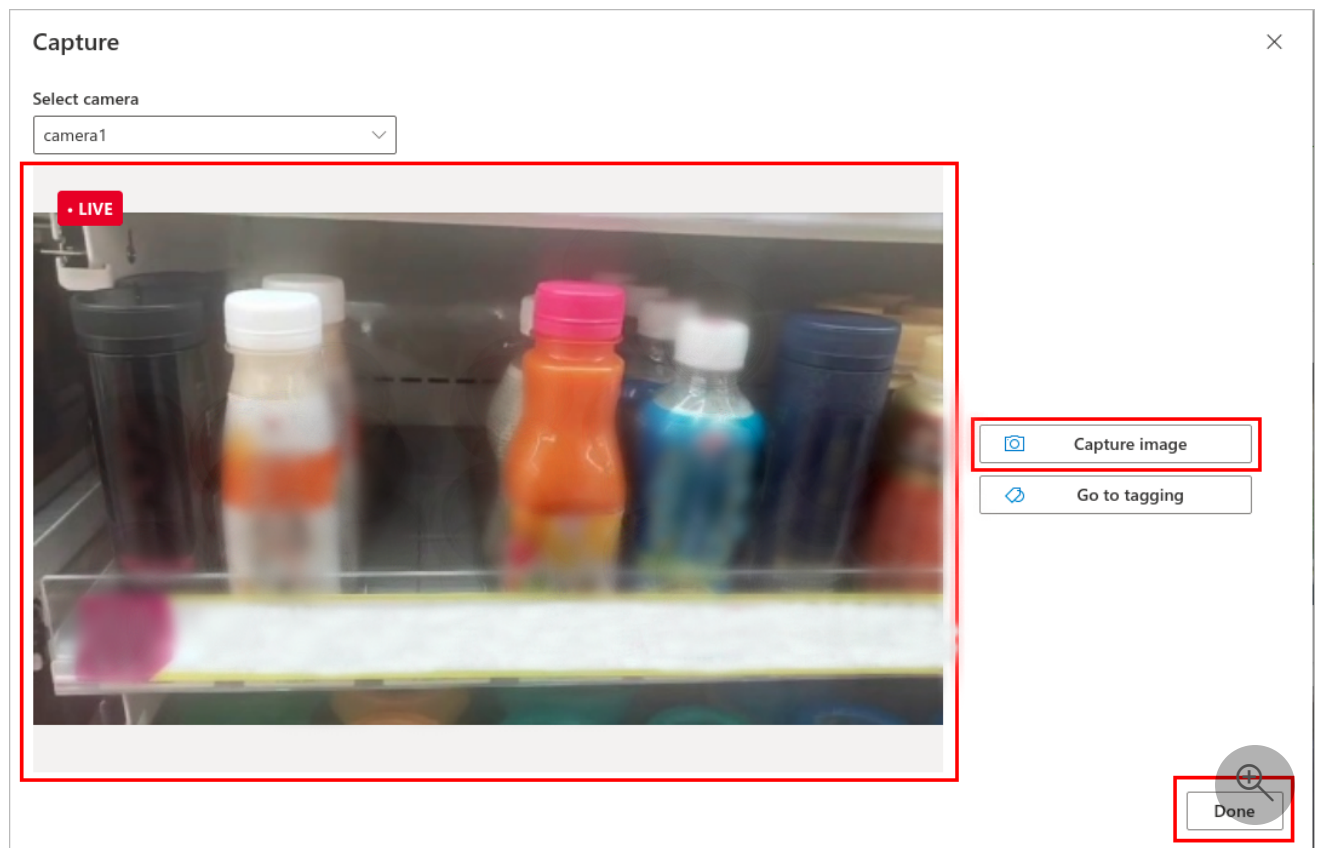 Capture
Select camera
camera1
• LIVE
Capture image
Go to tagging
Done